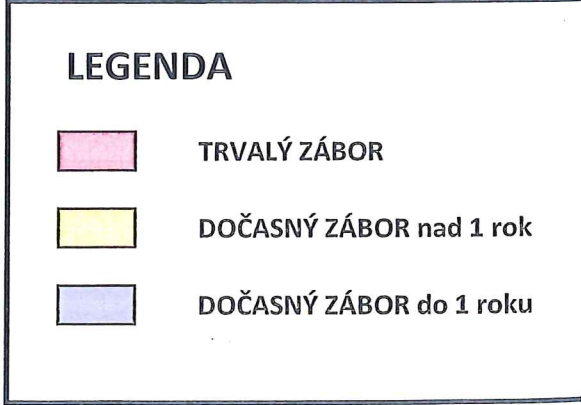 LEGENDA
TRVALÝ ZÁBOR
DOČASNÝ ZÁBOR nad 1 rok
DOČASNÝ ZÁBOR do 1 roku